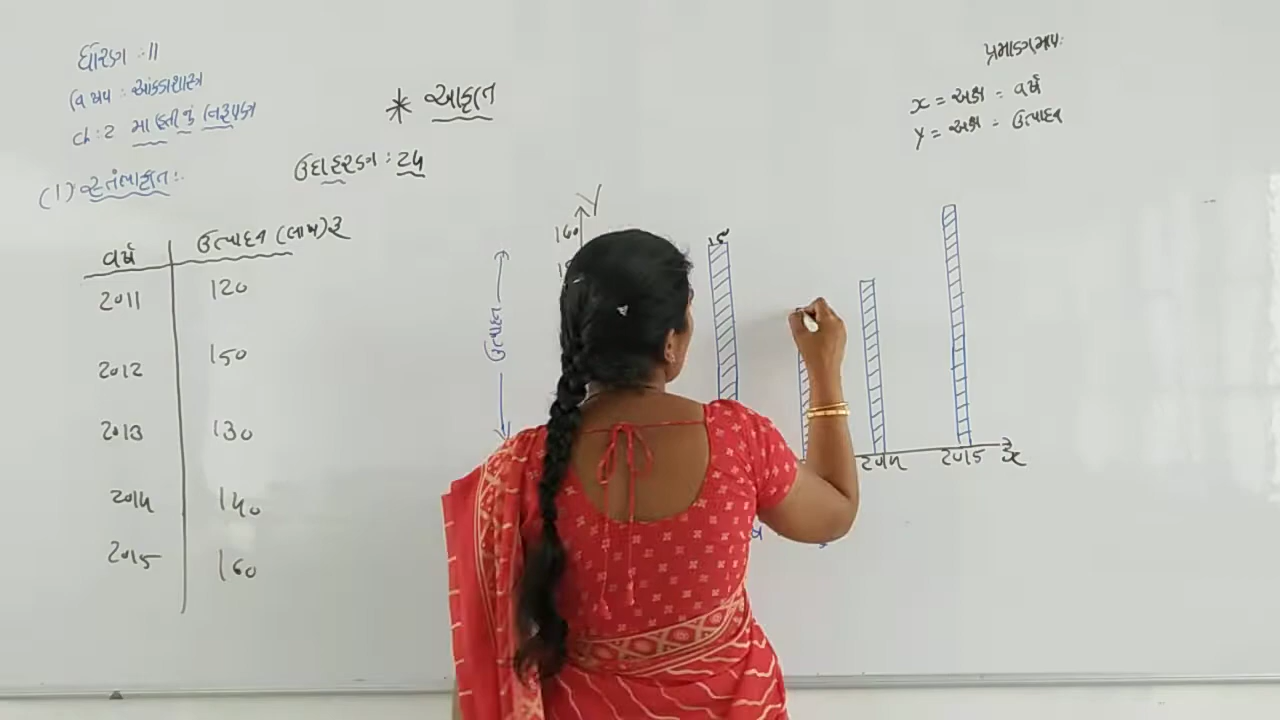 ધોરણ : 11
વિષય : આંકડાશાસ્ત્ર
ch : 2 માહિતીનું નિરૂપણ
(1) સ્તંભાકૃતિ :
* આકૃતિ
ઉદાહરણ : 25
પ્રમાણમાપ :
x = અક્ષ = વર્ષ
y = અક્ષ = ઉત્પાદન
વર્ષ ઉત્પાદન (લાખ) રૂ
2011 120
2012 150
2013 130
2014 140
2015 160
Y
160
ઉત્પાદન
2014 2015 x